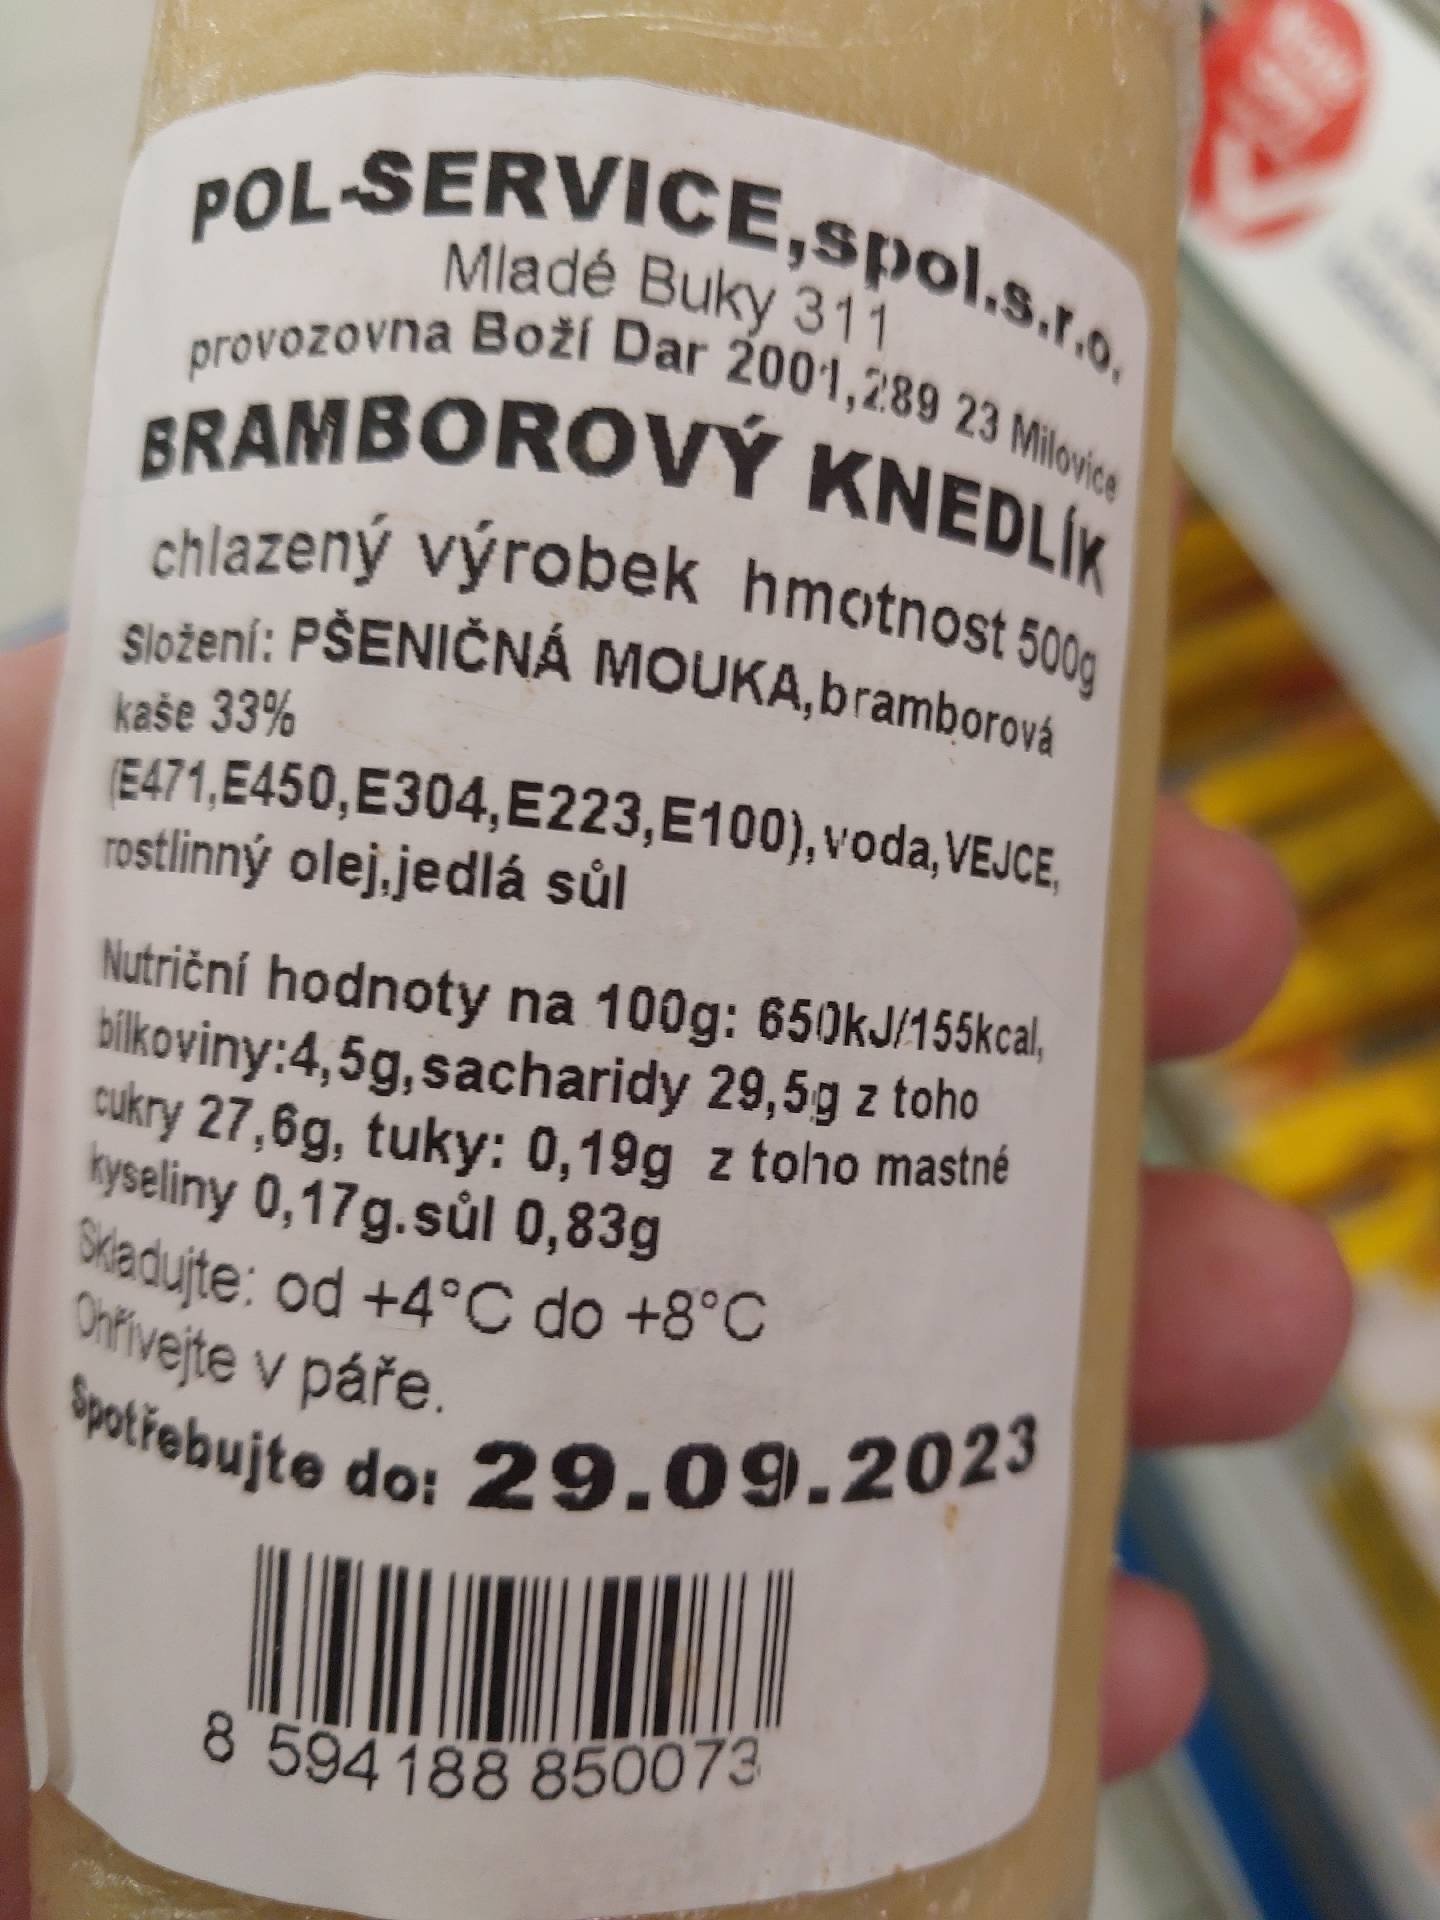 POL-SERVICE,spol.s.r.o.
Mladé Buky 311
provozovna Boží Dar 2001,289 23 Milovice
BRAMBOROVÝ KNEDLÍK
chlazený výrobek hmotnost 500g
Složení: PŠENIČNÁ MOUKA,bramborová
kaše 33%
(E471,E450,E304,E223,E100),voda,VEJCE,
rostlinný olej,jedlá sůl
Nutriční hodnoty na 100g: 650kJ/155kcal,
bílkoviny:4,5g,sacharidy 29,5g z toho
cukry 27,6g, tuky: 0,19g z toho mastné
kyseliny 0,17g.sůl 0,83g
Skladujte: od +4°C do +8°C
Ohřívejte v páře.
Spotřebujte do: 29.09.2023
8 594188 850073